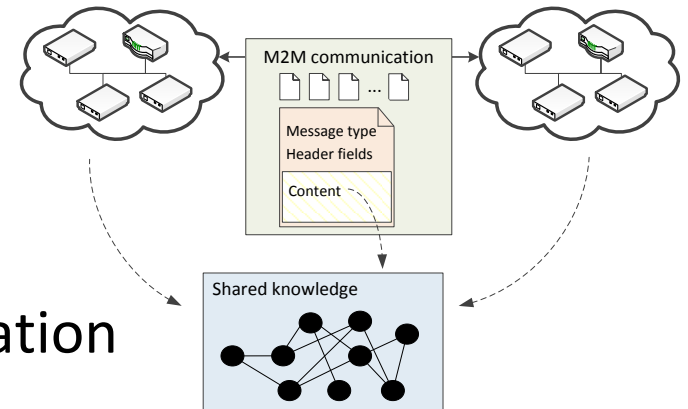 M2M communication
...
Message type
Header fields
Content
Shared knowledge
ation